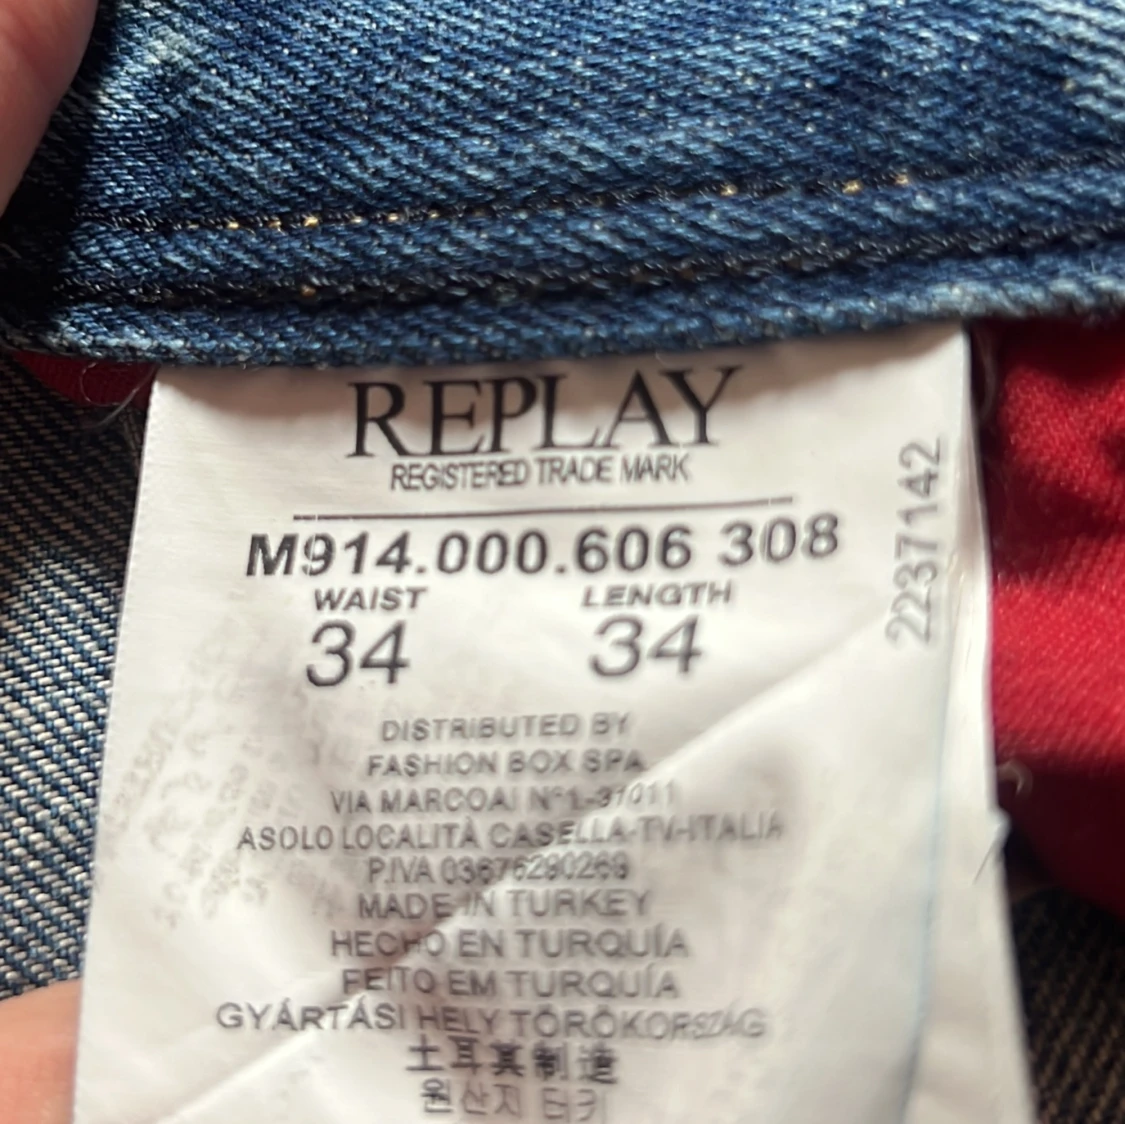 REPLAY
REGISTERED TRADE MARK
M914.000.606 308
WAIST LENGTH
34 34
2237142
DISTRIBUTED BY
FASHION BOX SPA
VIA MARCOAI N°1-31011
ASOLO LOCALITÀ CASELLA-TV-ITALIA
P.IVA 03676290269
MADE IN TURKEY
HECHO EN TURQUÍA
FEITO EM TURQUÍA
GYÁRTÁSI HELY TÖRÖKORSZÁG
土耳其制造
원산지 터키